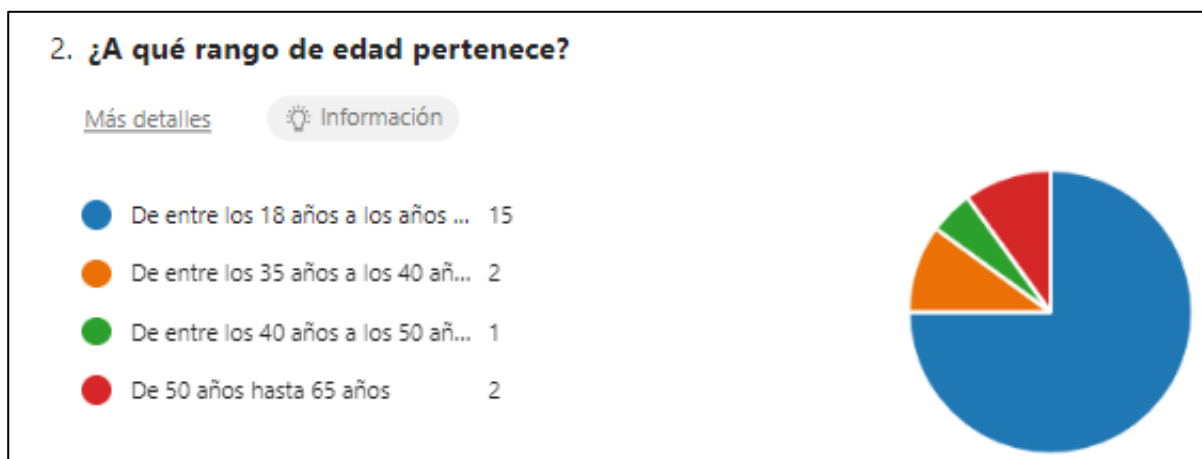 2. ¿A qué rango de edad pertenece?
Más detalles Información
De entre los 18 años a los años ... 15
De entre los 35 años a los 40 añ... 2
De entre los 40 años a los 50 añ... 1
De 50 años hasta 65 años 2